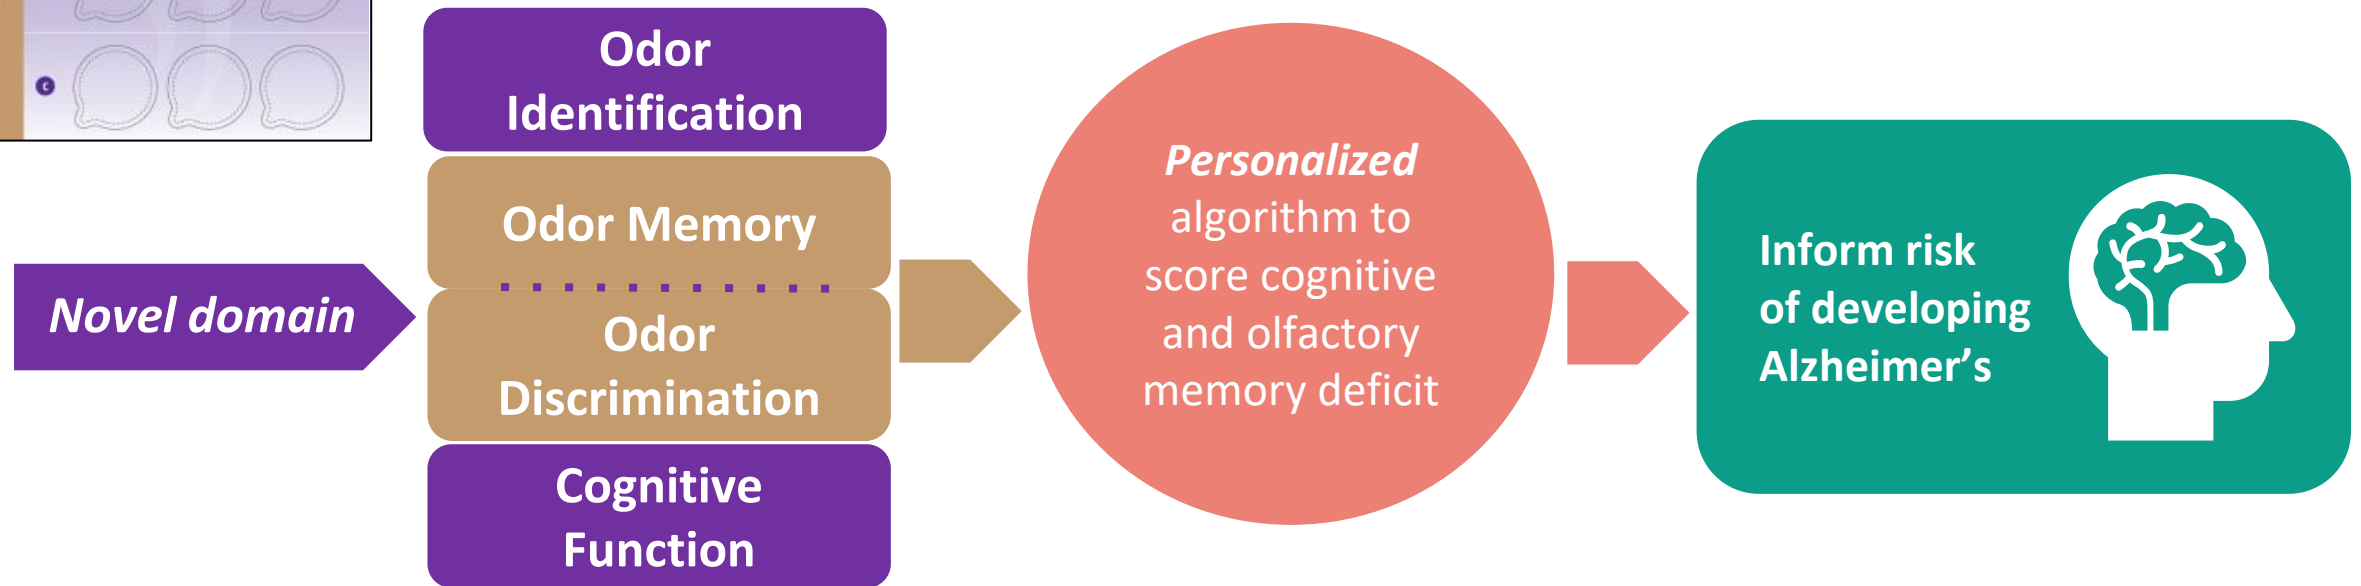 C
Odor
Identification
Odor Memory
Novel domain
Odor
Discrimination
Cognitive
Function
Personalized
algorithm to
score cognitive
and olfactory
memory deficit
Inform risk
of developing
Alzheimer’s